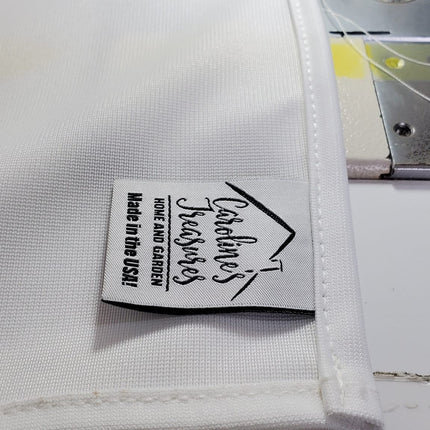 Caroline's
Treasures
HOME AND GARDEN
Made in the USA!